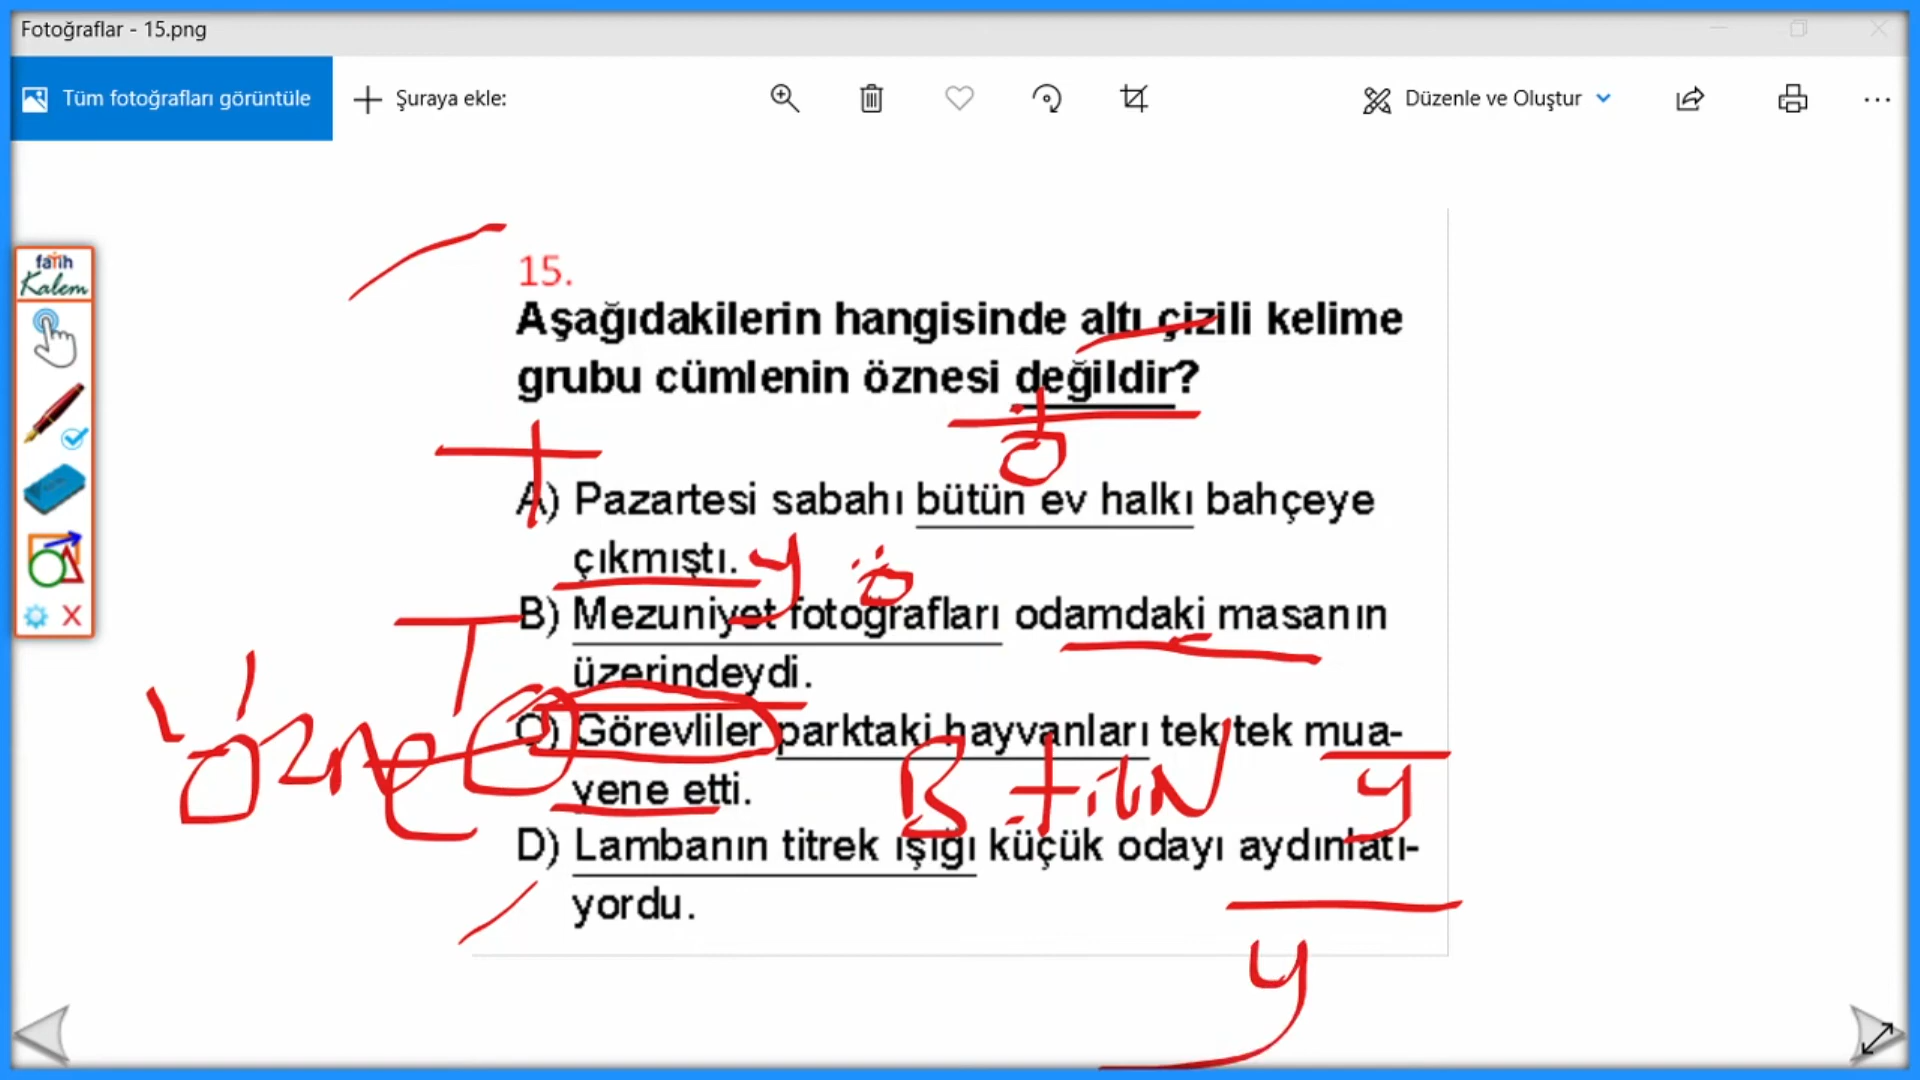 Fotoğraflar - 15.png
Tüm fotoğrafları görüntüle
Şuraya ekle:
Düzenle ve Oluştur
fatih
Kalem
15.
Aşağıdakilerin hangisinde altı çizili kelime
grubu cümlenin öznesi değildir?
ö
A) Pazartesi sabahı bütün ev halkı bahçeye
çıkmıştı. y ö
B) Mezuniyet fotoğrafları odamdaki masanın
üzerindeydi.
özne
C) Görevliler parktaki hayvanları tek tek mua-
yene etti. y
D) Lambanın titrek ışığı küçük odayı aydınlatı-
yordu.
y